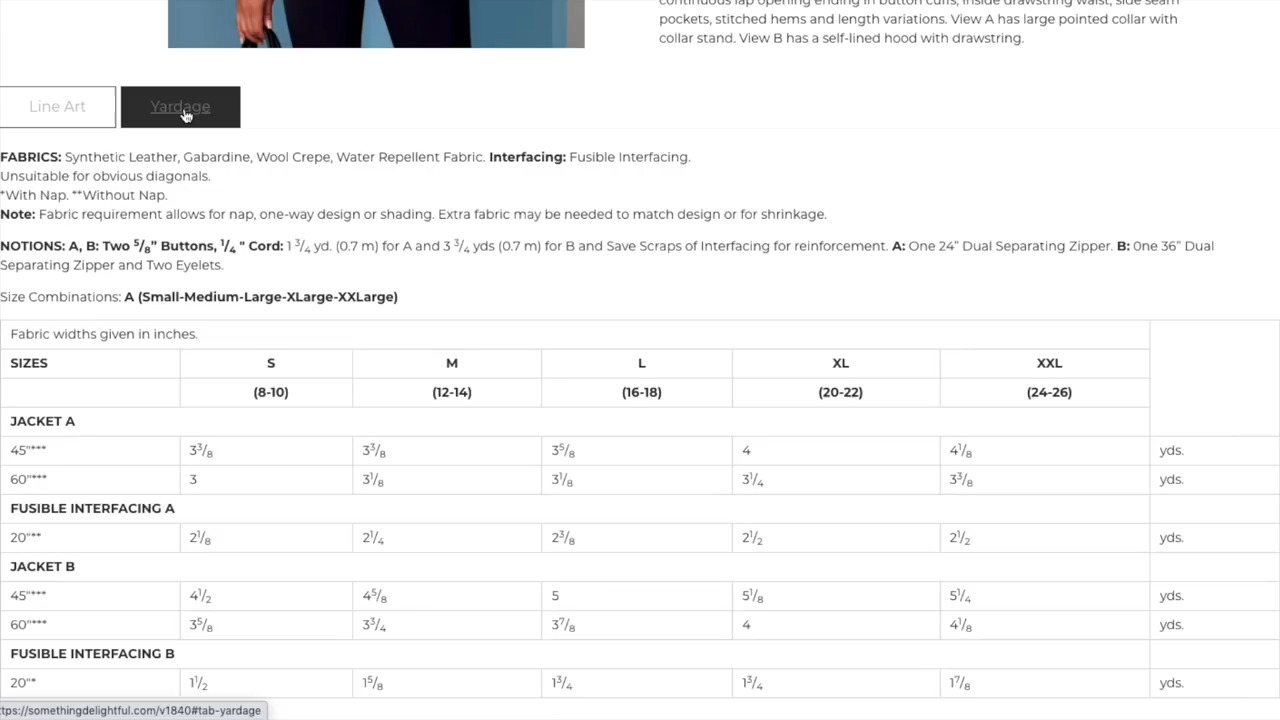 continuous lap opening ending in button cuffs, inside drawstring waist, side seam
pockets, stitched hems and length variations. View A has large pointed collar with
collar stand. View B has a self-lined hood with drawstring.
Line Art
Yardage
FABRICS: Synthetic Leather, Gabardine, Wool Crepe, Water Repellent Fabric. Interfacing: Fusible Interfacing.
Unsuitable for obvious diagonals.
*With Nap. **Without Nap.
Note: Fabric requirement allows for nap, one-way design or shading. Extra fabric may be needed to match design or for shrinkage.
NOTIONS: A, B: Two 5/8" Buttons, 1/4 " Cord: 1 3/4 yd. (0.7 m) for A and 3 3/4 yds (0.7 m) for B and Save Scraps of Interfacing for reinforcement. A: One 24” Dual Separating Zipper. B: 0ne 36” Dual
Separating Zipper and Two Eyelets.
Size Combinations: A (Small-Medium-Large-XLarge-XXLarge)
Fabric widths given in inches.
SIZES S M L XL XXL
(8-10) (12-14) (16-18) (20-22) (24-26)
JACKET A
45"*** 3 3/8 3 3/8 3 5/8 4 4 1/8 yds.
60"*** 3 3 1/8 3 1/8 3 1/4 3 3/8 yds.
FUSIBLE INTERFACING A
20"** 2 1/8 2 1/4 2 3/8 2 1/2 2 1/2 yds.
JACKET B
45"*** 4 1/2 4 5/8 5 5 1/8 5 1/4 yds.
60"*** 3 5/8 3 3/4 3 7/8 4 4 1/8 yds.
FUSIBLE INTERFACING B
20"* 1 1/2 1 5/8 1 3/4 1 3/4 1 7/8 yds.
ttps://somethingdelightful.com/v1840#tab-yardage